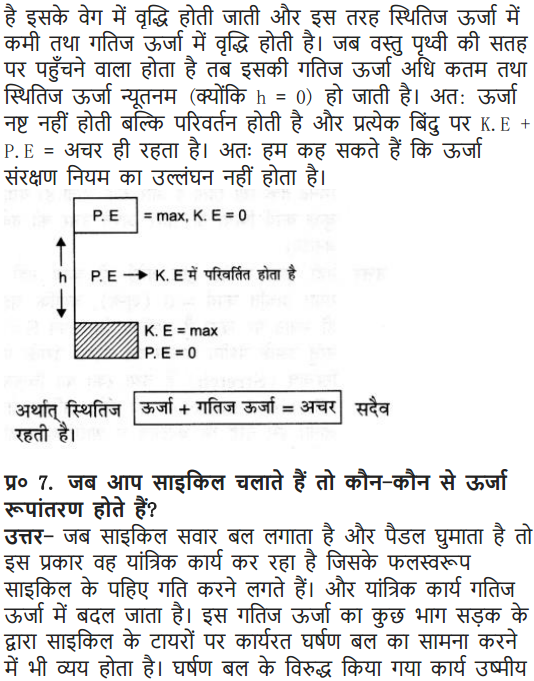 है इसके वेग में वृद्धि होती जाती और इस तरह स्थितिज ऊर्जा में
कमी तथा गतिज ऊर्जा में वृद्धि होती है। जब वस्तु पृथ्वी की सतह
पर पहुँचने वाला होता है तब इसकी गतिज ऊर्जा अधि कतम तथा
स्थितिज ऊर्जा न्यूतनम (क्योंकि h = 0) हो जाती है। अत: ऊर्जा
नष्ट नहीं होती बल्कि परिवर्तन होती है और प्रत्येक बिंदु पर K.E +
P.E = अचर ही रहता है। अतः हम कह सकते हैं कि ऊर्जा
संरक्षण नियम का उल्लंघन नहीं होता है।
P. E = max, K. E = 0
h P. E → K. E में परिवर्तित होता है
K. E = max
P. E = 0
अर्थात् स्थितिज ऊर्जा + गतिज ऊर्जा = अचर सदैव
रहती है।
प्र० 7. जब आप साइकिल चलाते हैं तो कौन-कौन से ऊर्जा
रूपांतरण होते हैं?
उत्तर- जब साइकिल सवार बल लगाता है और पैडल घुमाता है तो
इस प्रकार वह यांत्रिक कार्य कर रहा है जिसके फलस्वरूप
साइकिल के पहिए गति करने लगते हैं। और यांत्रिक कार्य गतिज
ऊर्जा में बदल जाता है। इस गतिज ऊर्जा का कुछ भाग सड़क के
द्वारा साइकिल के टायरों पर कार्यरत घर्षण बल का सामना करने
में भी व्यय होता है। घर्षण बल के विरुद्ध किया गया कार्य उष्मीय